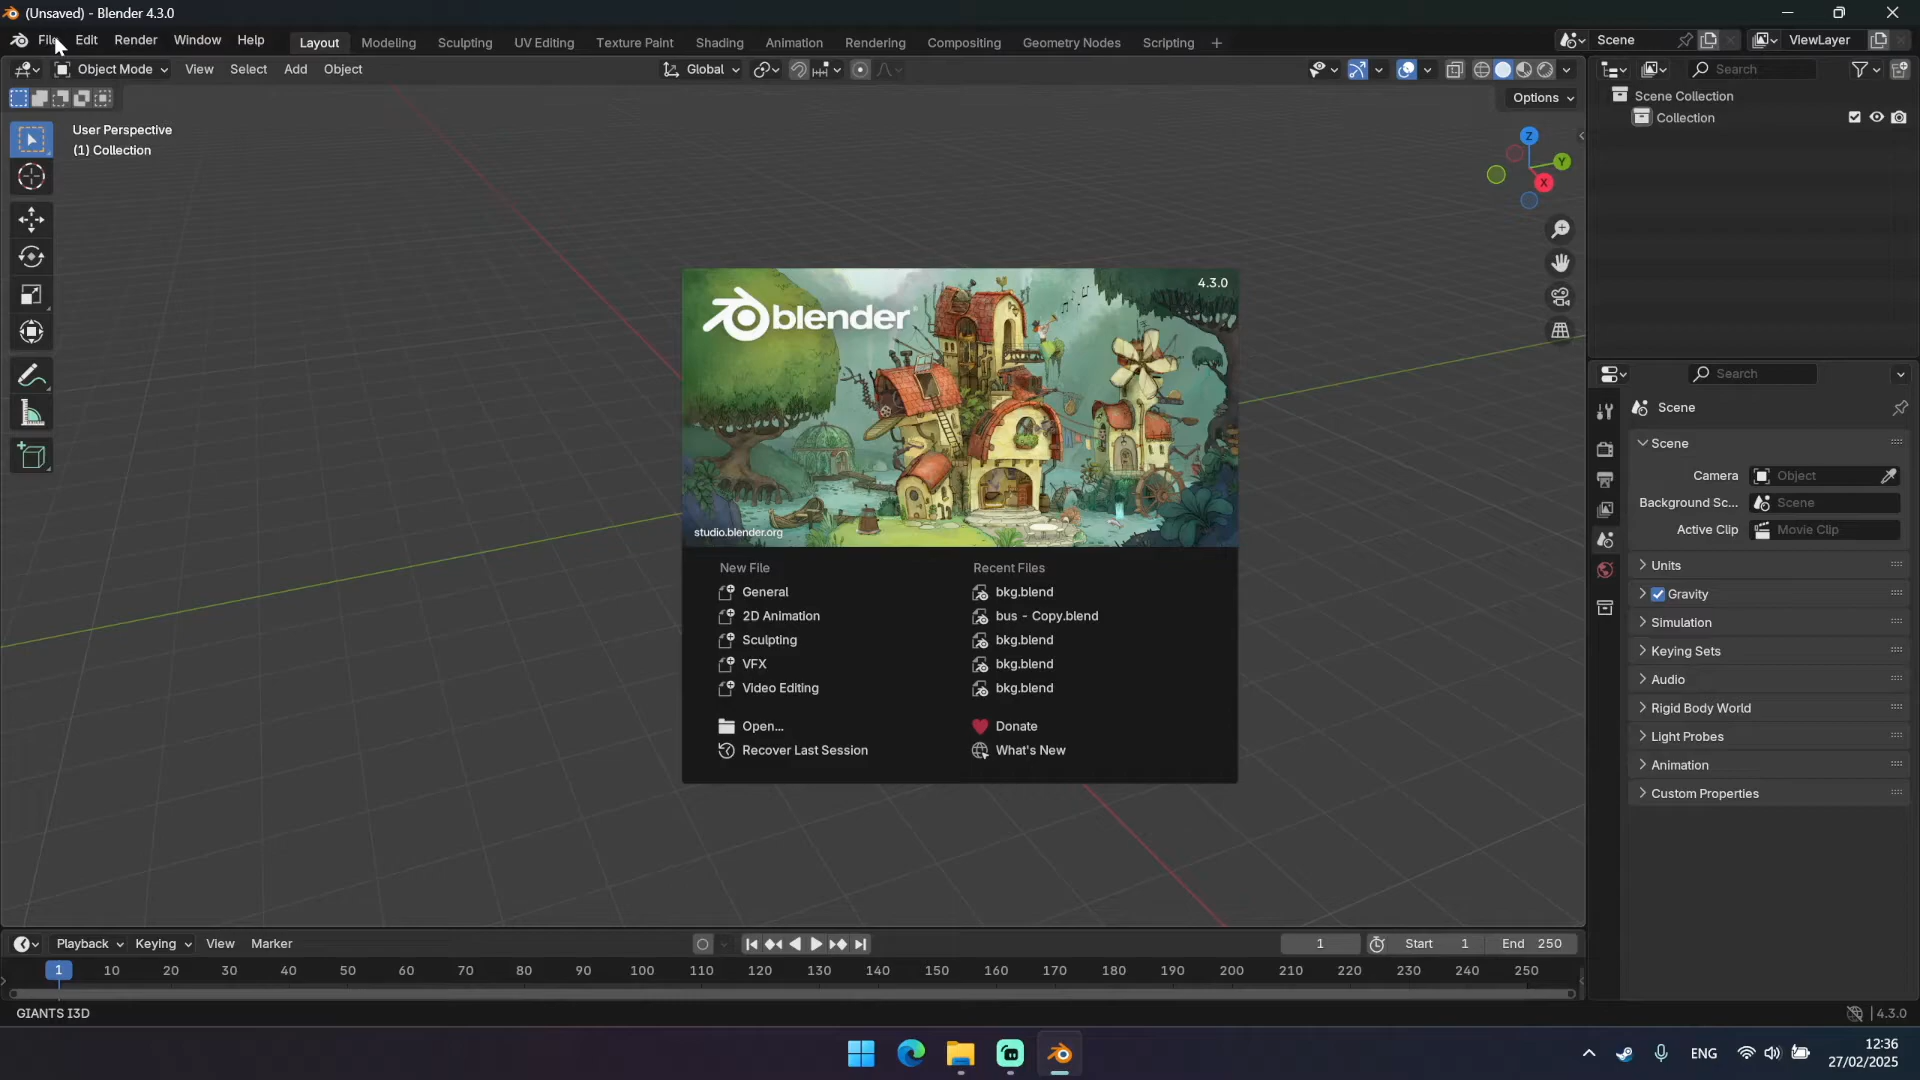 (Unsaved) - Blender 4.3.0
File Edit Render Window Help Layout Modeling Sculpting UV Editing Texture Paint Shading Animation Rendering Compositing Geometry Nodes Scripting + Scene ViewLayer
Object Mode View Select Add Object Global Search
Options
Scene Collection
Collection
User Perspective
(1) Collection
Z
Y
X
4.3.0
blender
studio.blender.org
New File
General
2D Animation
Sculpting
VFX
Video Editing
Open...
Recover Last Session
Recent Files
bkg.blend
bus - Copy.blend
bkg.blend
bkg.blend
bkg.blend
Donate
What's New
Search
Scene
Scene
Camera Object
Background Sc... Scene
Active Clip Movie Clip
Units
Gravity
Simulation
Keying Sets
Audio
Rigid Body World
Light Probes
Animation
Custom Properties
Playback Keying View Marker 1 Start 1 End 250
1 10 20 30 40 50 60 70 80 90 100 110 120 130 140 150 160 170 180 190 200 210 220 230 240 250
GIANTS I3D
4.3.0
ENG
12:36
27/02/2025